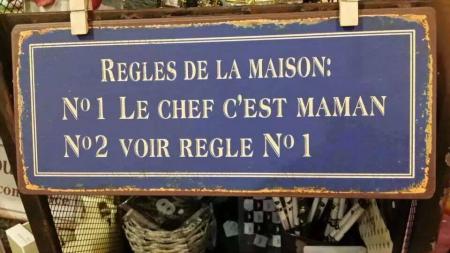 REGLES DE LA MAISON:
Nº1 LE CHEF C'EST MAMAN
Nº2 VOIR REGLE Nº1